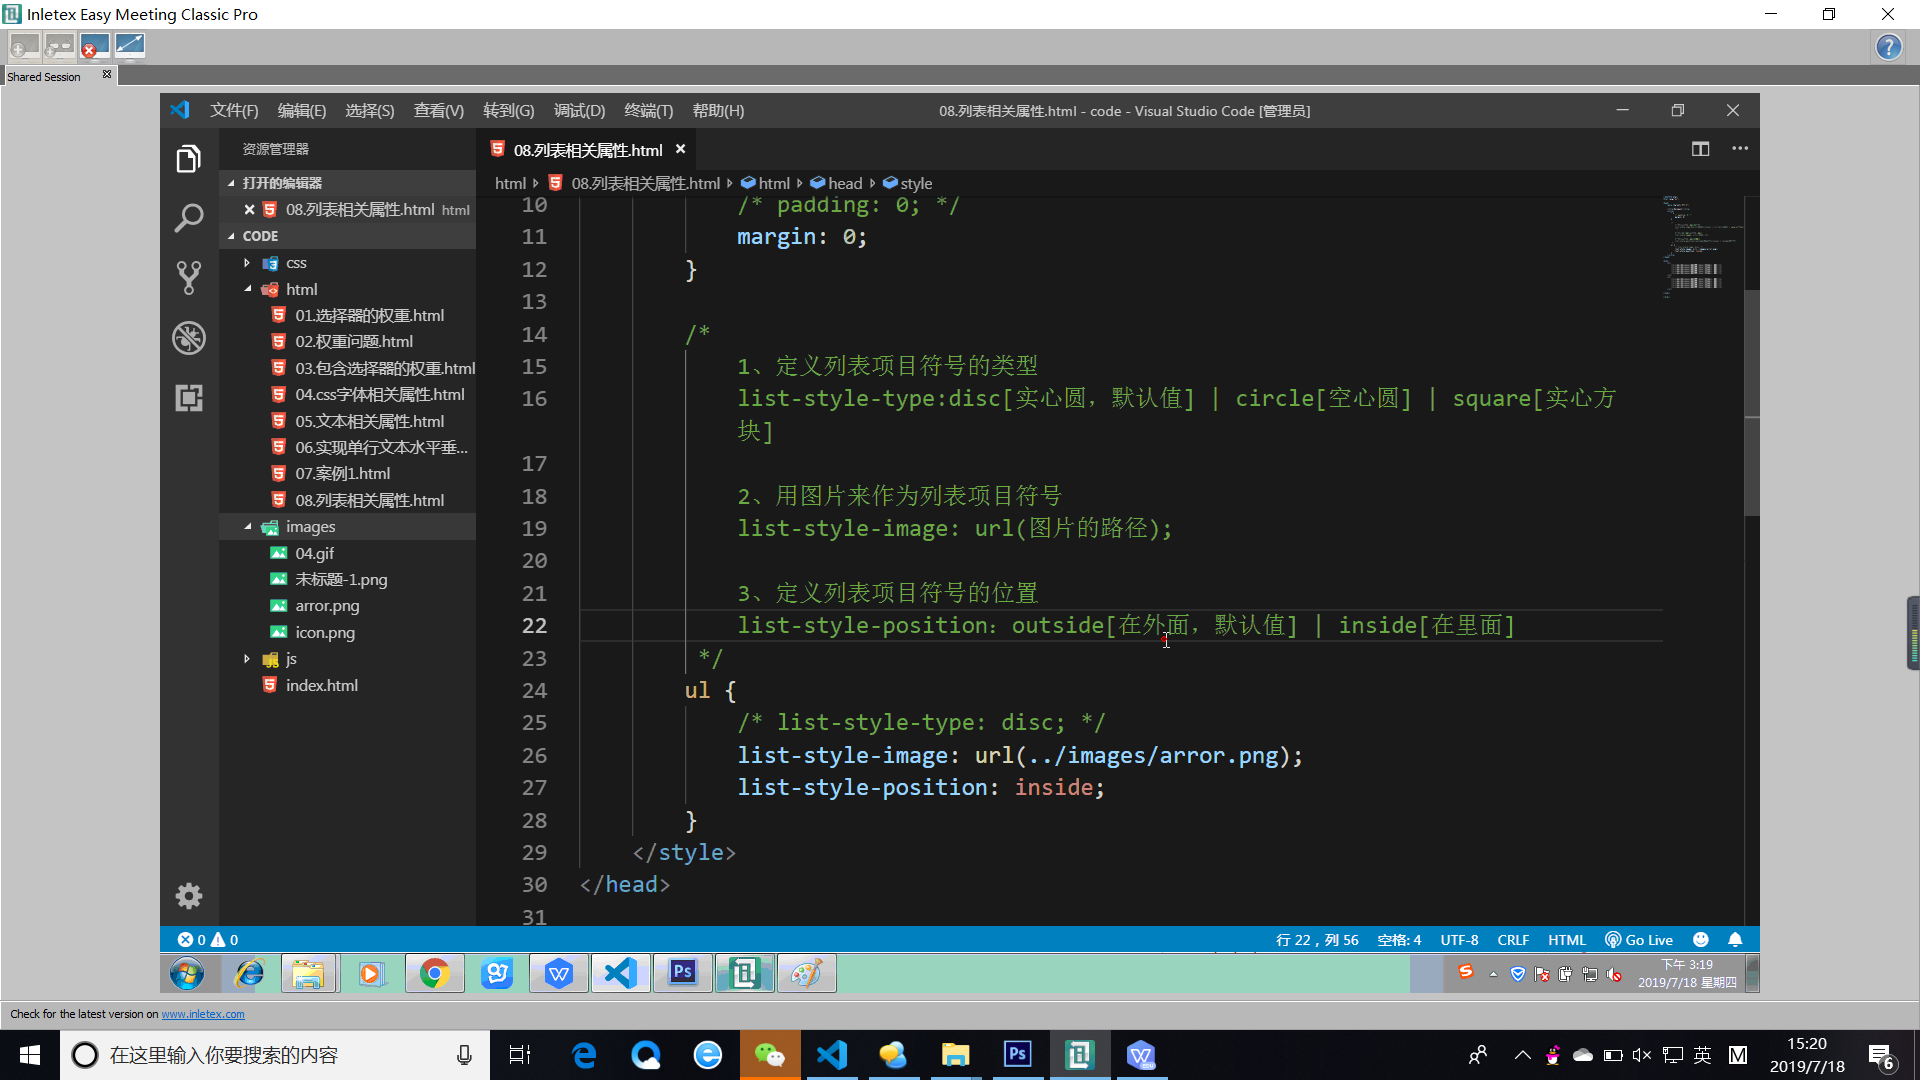 Inletex Easy Meeting Classic Pro
Shared Session
文件(F) 编辑(E) 选择(S) 查看(V) 转到(G) 调试(D) 终端(T) 帮助(H)
08.列表相关属性.html - code - Visual Studio Code [管理员]
资源管理器
08.列表相关属性.html
打开的编辑器
html 08.列表相关属性.html html head style
08.列表相关属性.html html
CODE
css
html
01.选择器的权重.html
02.权重问题.html
03.包含选择器的权重.html
04.css字体相关属性.html
05.文本相关属性.html
06.实现单行文本水平垂...
07.案例1.html
08.列表相关属性.html
images
04.gif
未标题-1.png
arror.png
icon.png
js
index.html
10 /* padding: 0; */
11 margin: 0;
12 }
13
14 /*
15 1、定义列表项目符号的类型
16 list-style-type:disc[实心圆，默认值] | circle[空心圆] | square[实心方
块]
17
18 2、用图片来作为列表项目符号
19 list-style-image: url(图片的路径);
20
21 3、定义列表项目符号的位置
22 list-style-position：outside[在外面，默认值] | inside[在里面]
23 */
24 ul {
25 /* list-style-type: disc; */
26 list-style-image: url(../images/arror.png);
27 list-style-position: inside;
28 }
29 </style>
30 </head>
31
0 0
行 22，列 56 空格: 4 UTF-8 CRLF HTML Go Live
下午 3:19
2019/7/18 星期四
Check for the latest version on www.inletex.com
在这里输入你要搜索的内容
英
M
15:20
2019/7/18
6